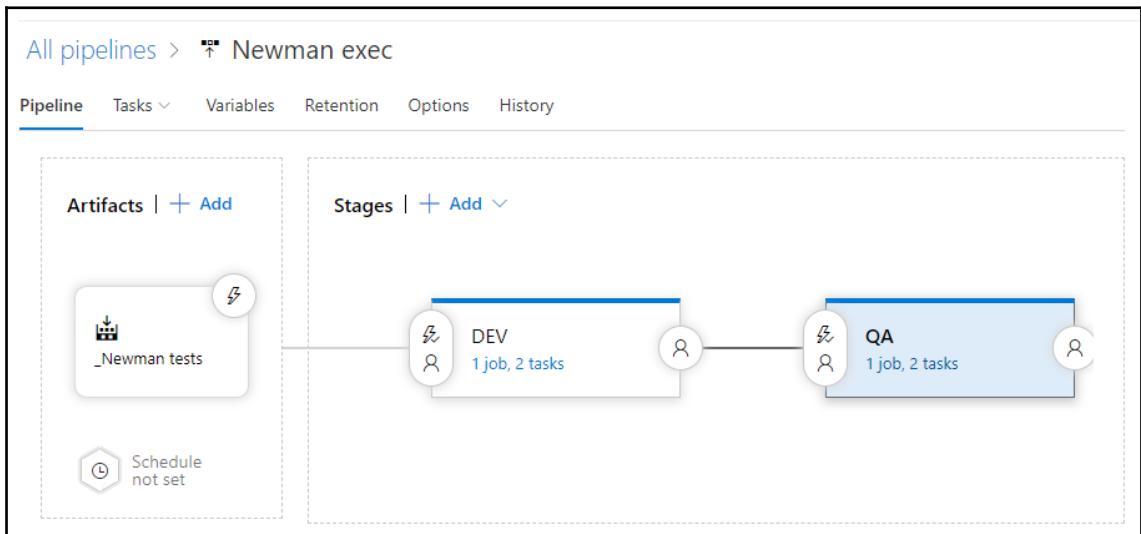 All pipelines > Newman exec
Pipeline Tasks Variables Retention Options History
Artifacts | + Add
Stages | + Add
_Newman tests
DEV
1 job, 2 tasks
QA
1 job, 2 tasks
Schedule
not set